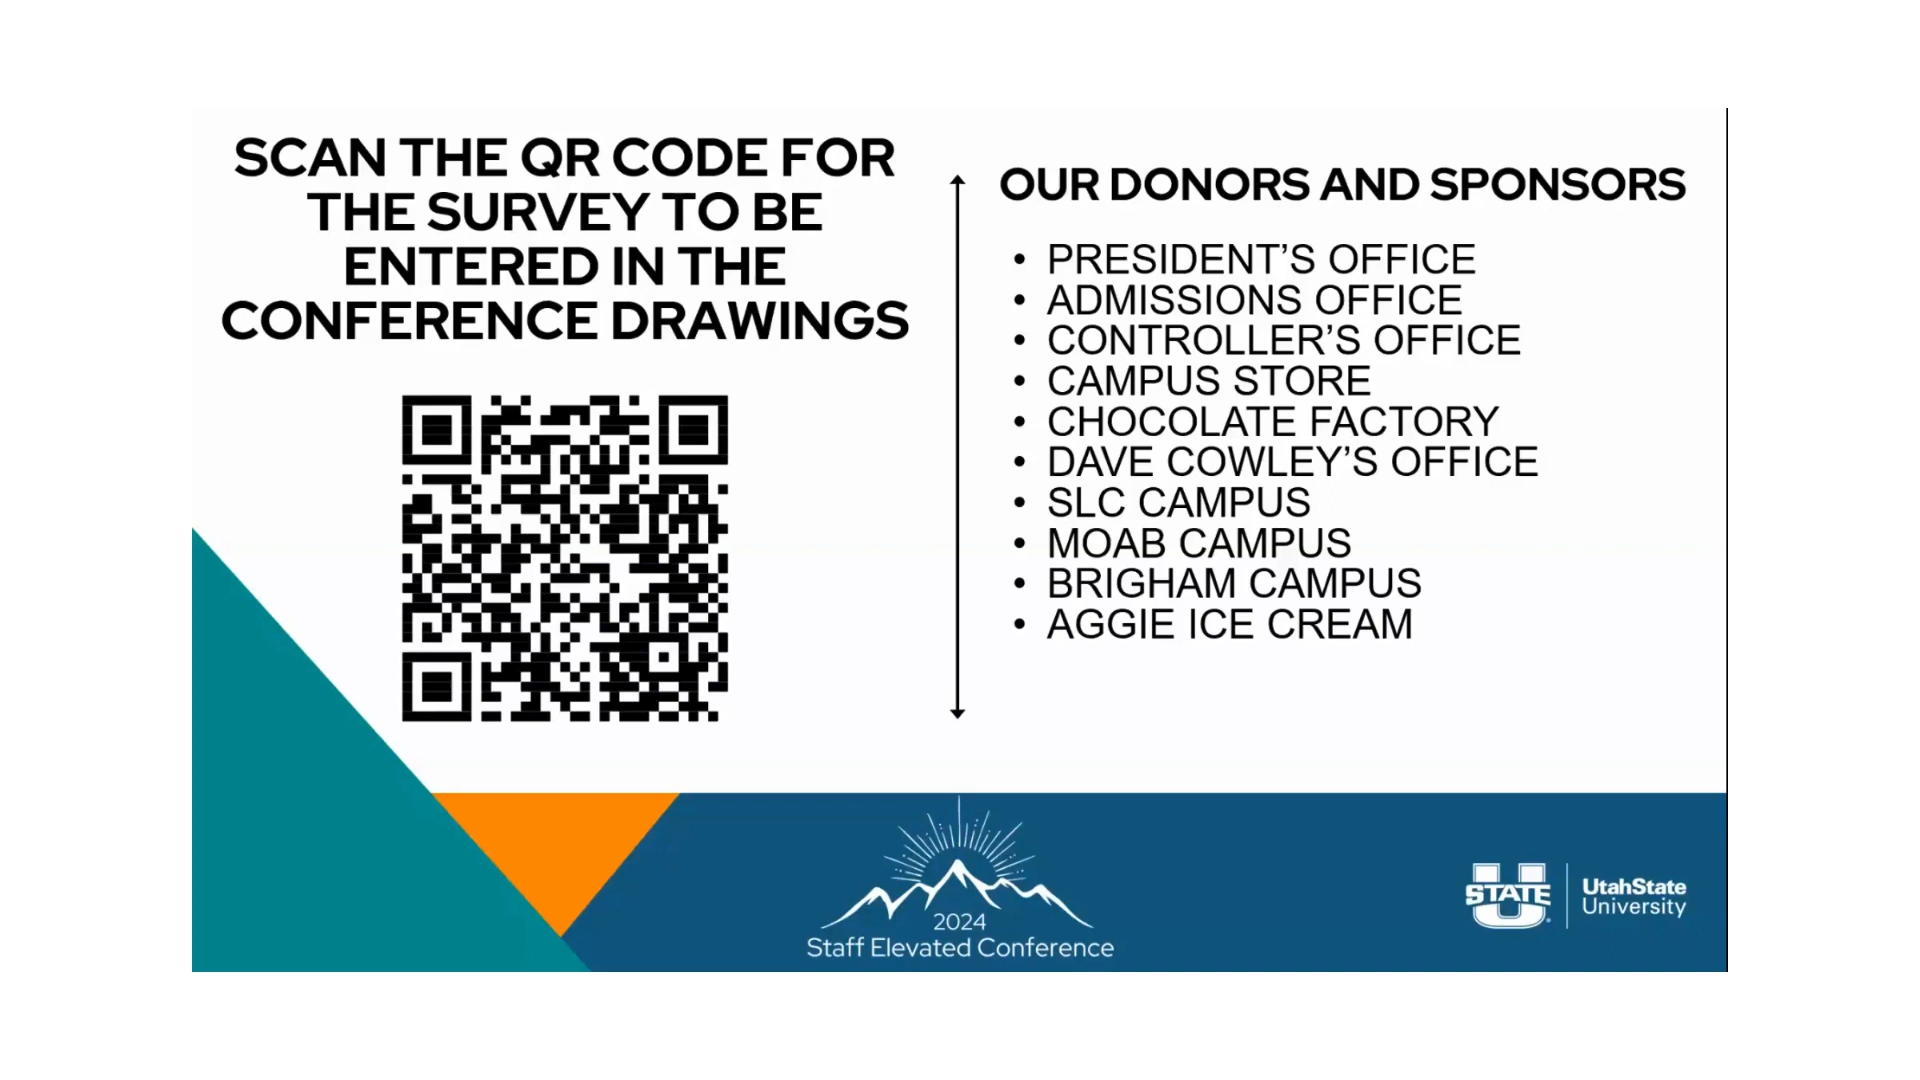 SCAN THE QR CODE FOR
THE SURVEY TO BE
ENTERED IN THE
CONFERENCE DRAWINGS
OUR DONORS AND SPONSORS
• PRESIDENT’S OFFICE
• ADMISSIONS OFFICE
• CONTROLLER’S OFFICE
• CAMPUS STORE
• CHOCOLATE FACTORY
• DAVE COWLEY’S OFFICE
• SLC CAMPUS
• MOAB CAMPUS
• BRIGHAM CAMPUS
• AGGIE ICE CREAM
2024
Staff Elevated Conference
U STATE
UtahState
University